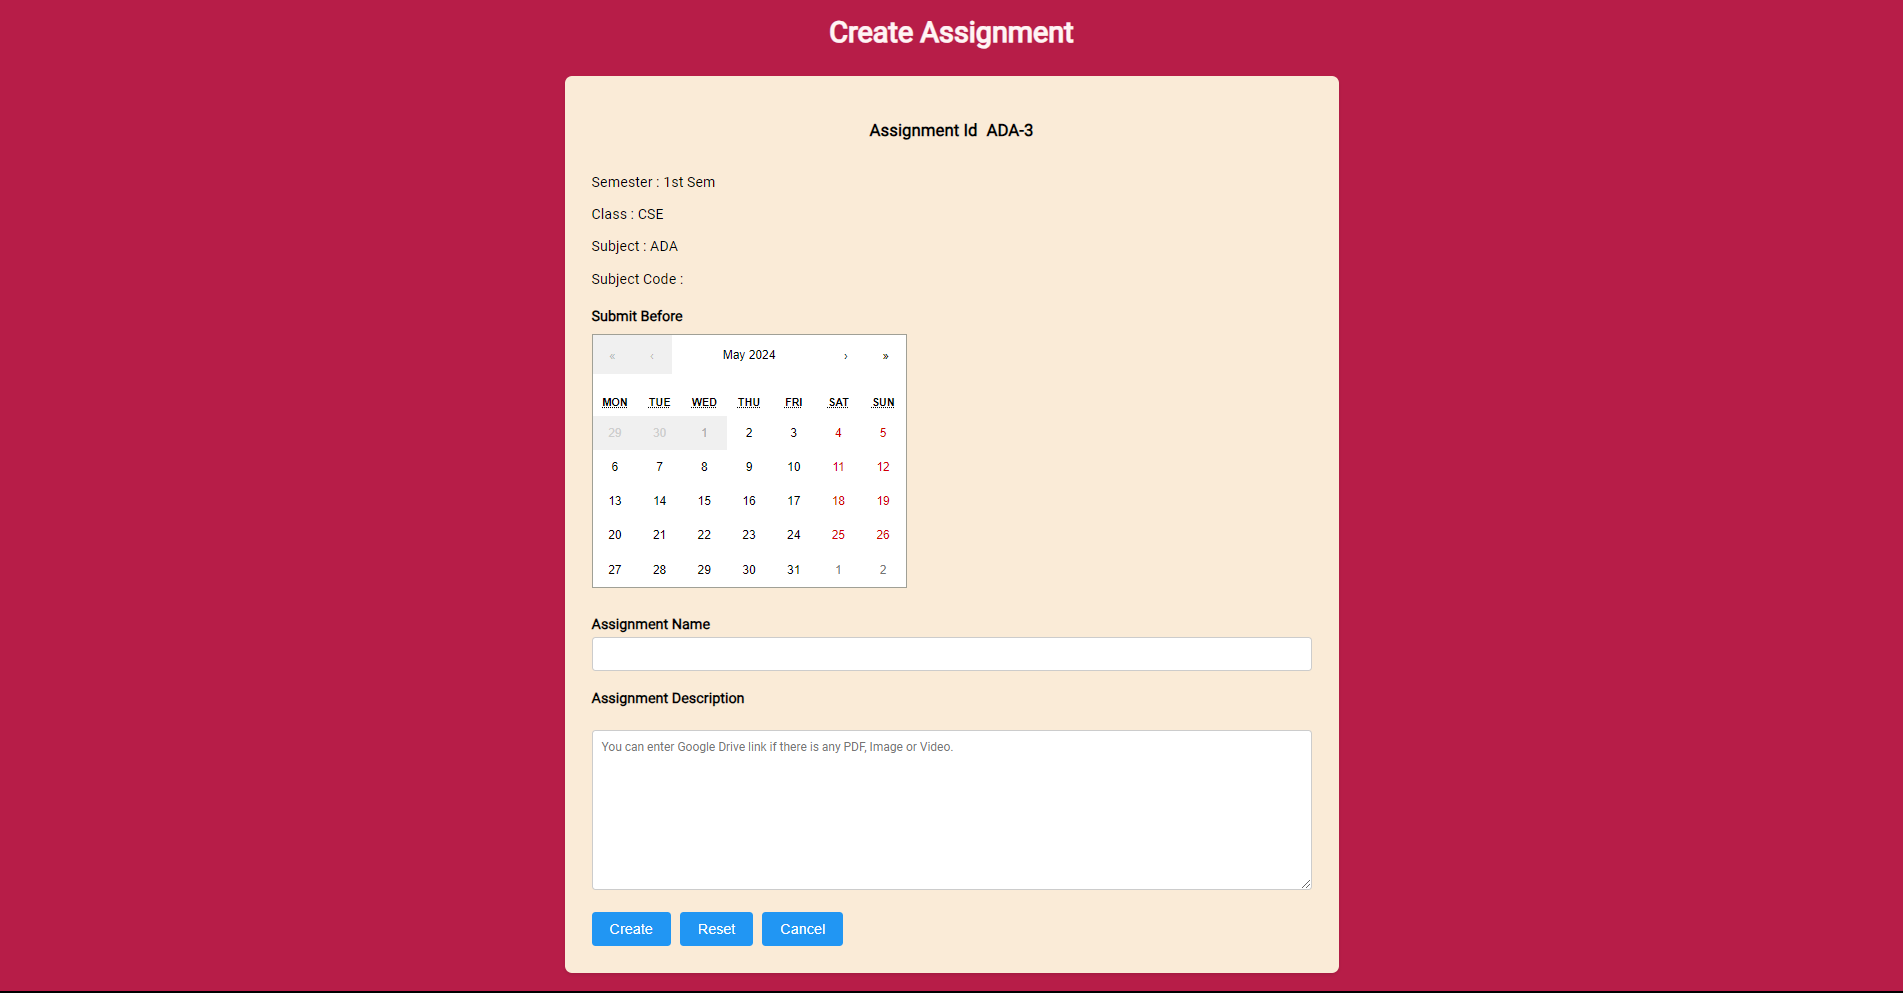 Create Assignment
Assignment Id ADA-3
Semester : 1st Sem
Class : CSE
Subject : ADA
Subject Code :
Submit Before
« ‹ May 2024 › »
MON TUE WED THU FRI SAT SUN
29 30 1 2 3 4 5
6 7 8 9 10 11 12
13 14 15 16 17 18 19
20 21 22 23 24 25 26
27 28 29 30 31 1 2
Assignment Name
Assignment Description
You can enter Google Drive link if there is any PDF, Image or Video.
Create Reset Cancel